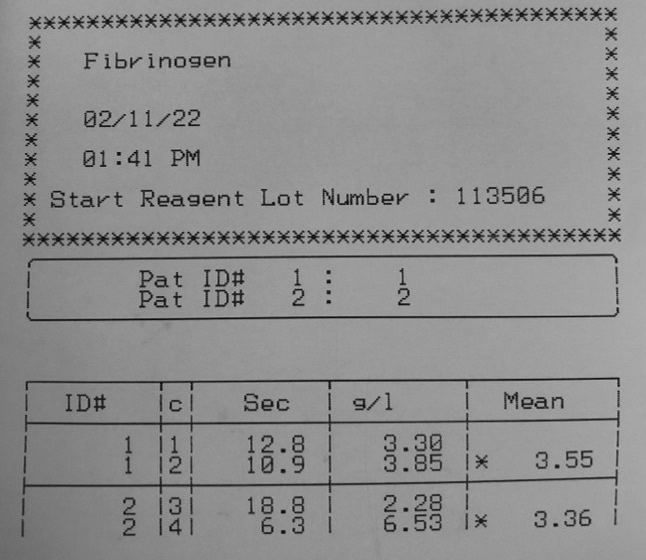 Fibrinogen
02/11/22
01:41 PM
Start Reagent Lot Number : 113506
Pat ID# 1 : 1
Pat ID# 2 : 2
ID# c Sec g/l Mean
1 1 12.8 3.30
1 2 10.9 3.85 * 3.55
2 3 18.8 2.28
2 4 6.3 6.53 * 3.36